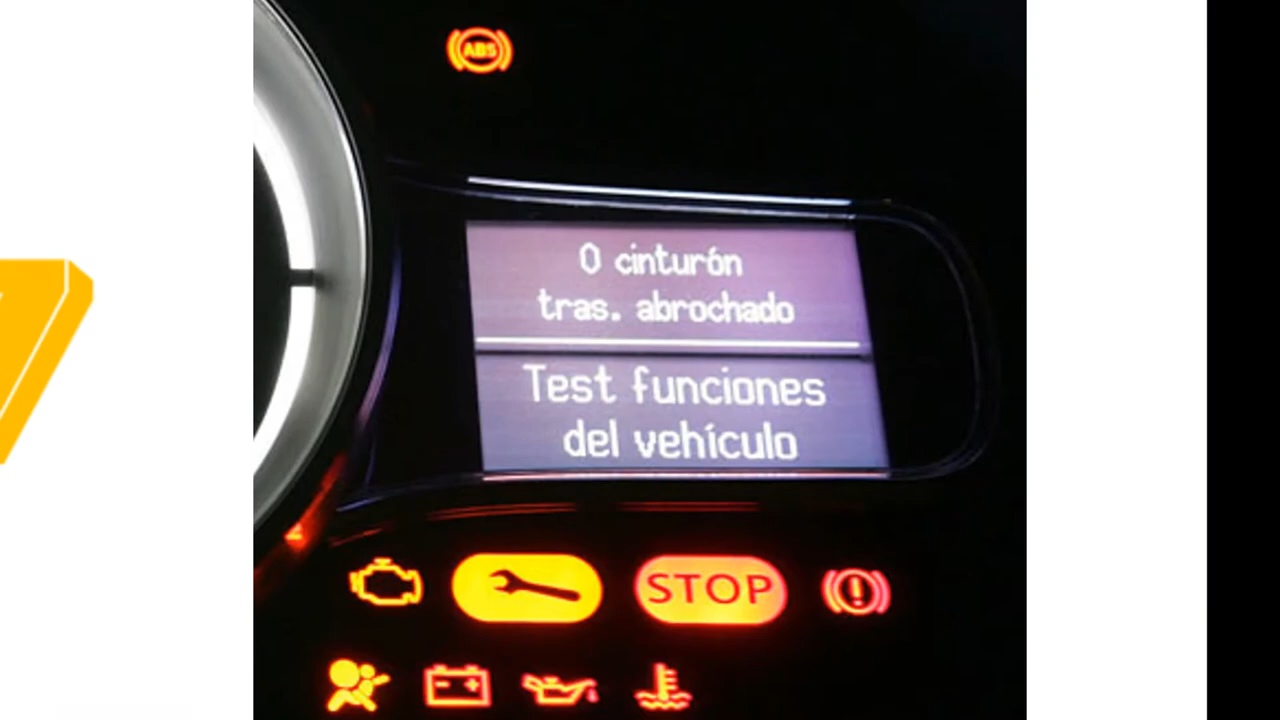 ABS
0 cinturón
tras. abrochado
Test funciones
del vehículo
STOP